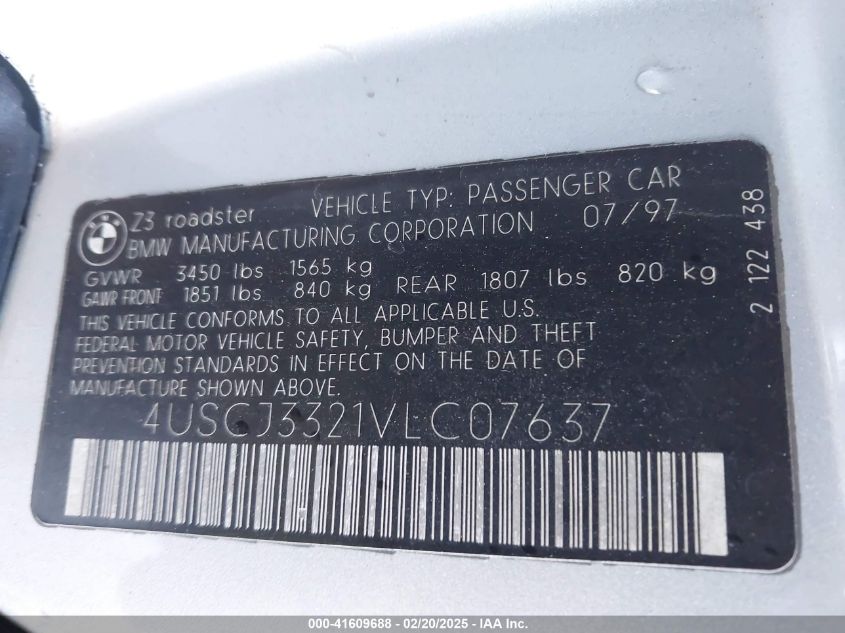 Z3 roadster VEHICLE TYP: PASSENGER CAR
BMW MANUFACTURING CORPORATION 07/97
GVWR 3450 lbs 1565 kg
GAWR FRONT 1851 lbs 840 kg REAR 1807 lbs 820 kg
THIS VEHICLE CONFORMS TO ALL APPLICABLE U.S.
FEDERAL MOTOR VEHICLE SAFETY, BUMPER AND THEFT
PREVENTION STANDARDS IN EFFECT ON THE DATE OF
MANUFACTURE SHOWN ABOVE.
4USCJ3321VLC07637
2 122 438
000-41609688 - 02/20/2025 - IAA Inc.